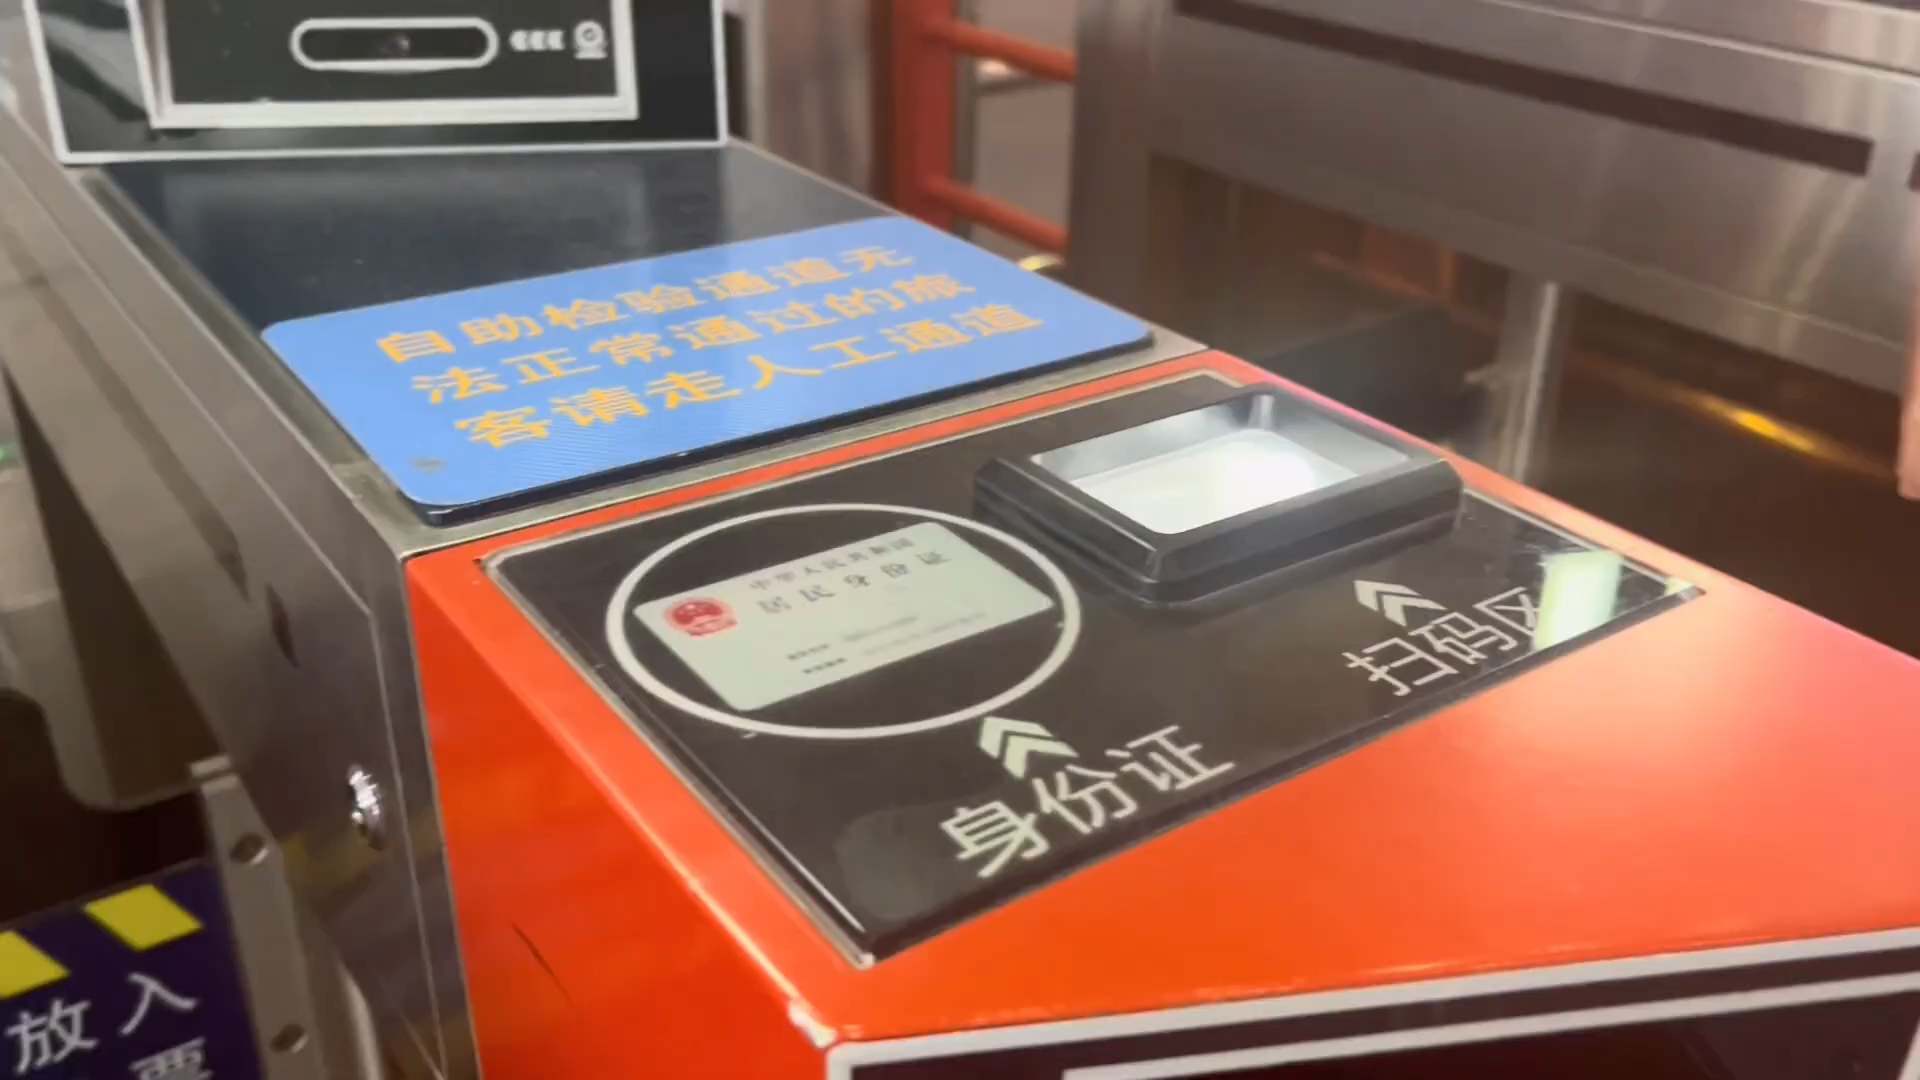 自助检验通道无
法正常通过的旅
客请走人工通道
中华人民共和国
居民身份证
身份证
扫码区
放入
票